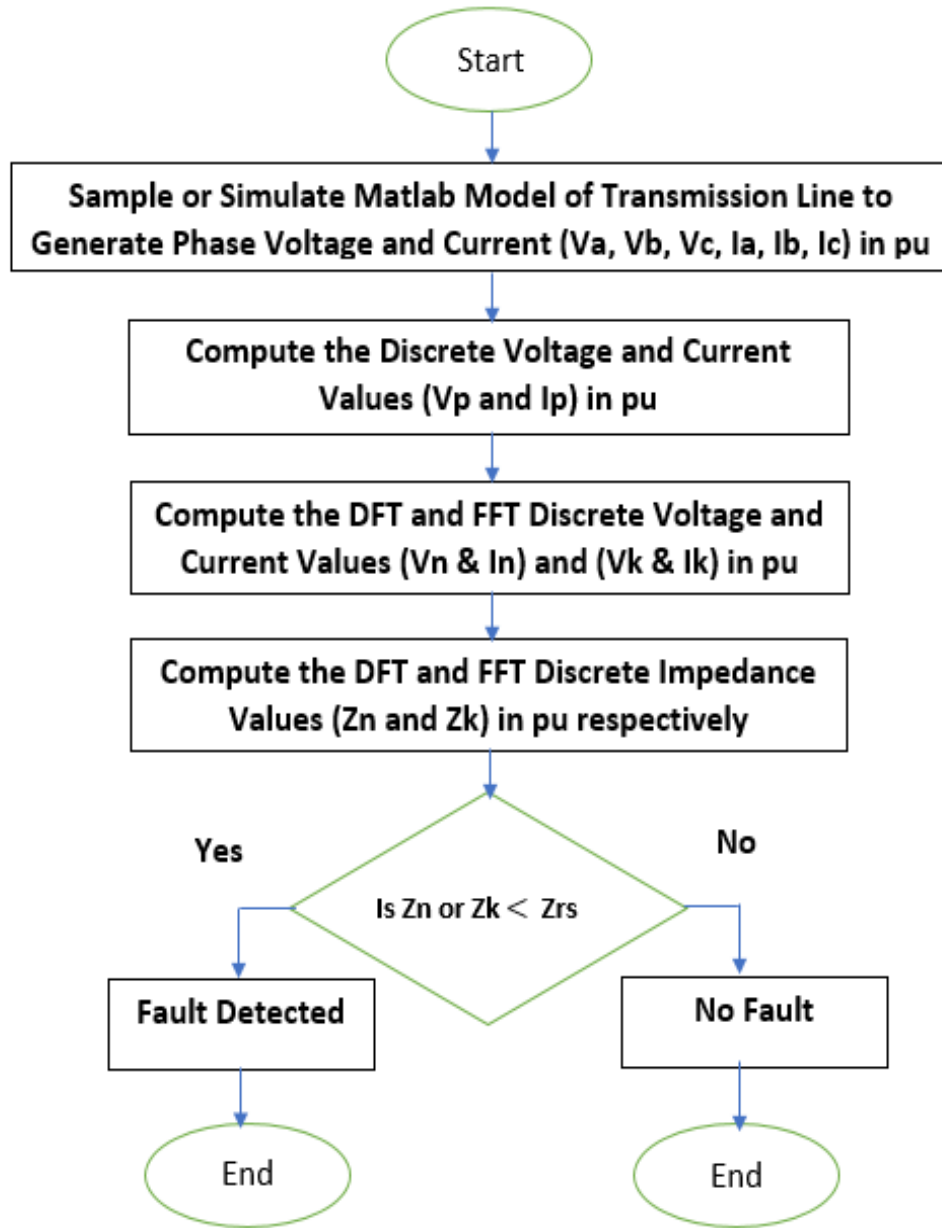 Start
Sample or Simulate Matlab Model of Transmission Line to
Generate Phase Voltage and Current (Va, Vb, Vc, Ia, Ib, Ic) in pu
Compute the Discrete Voltage and Current
Values (Vp and Ip) in pu
Compute the DFT and FFT Discrete Voltage and
Current Values (Vn & In) and (Vk & Ik) in pu
Compute the DFT and FFT Discrete Impedance
Values (Zn and Zk) in pu respectively
Yes
No
Is Zn or Zk < Zrs
Fault Detected
No Fault
End
End